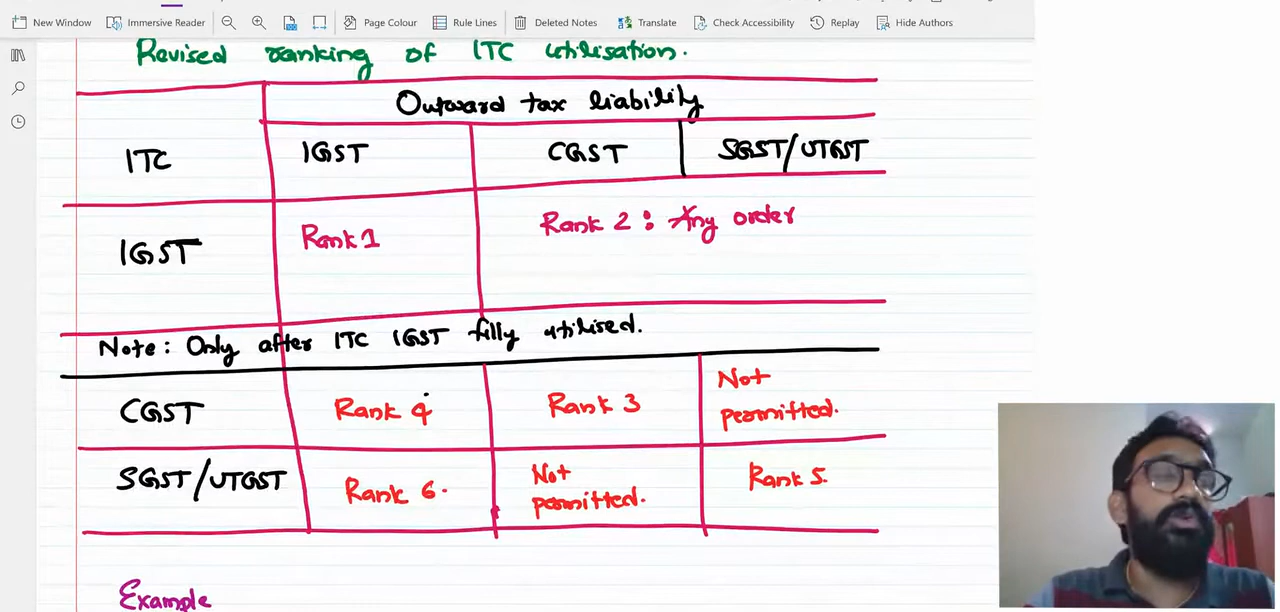 New Window
Immersive Reader
Page Colour
Rule Lines
Deleted Notes
Translate
Check Accessibility
Replay
Hide Authors
Revised ranking of ITC utilisation.
Outward tax liability
ITC IGST CGST SGST/UTGST
IGST Rank 1 Rank 2 : Any order
Note: Only after ITC IGST fully utilised.
CGST Rank 4 Rank 3 Not permitted.
SGST/UTGST Rank 6. Not permitted. Rank 5.
Example